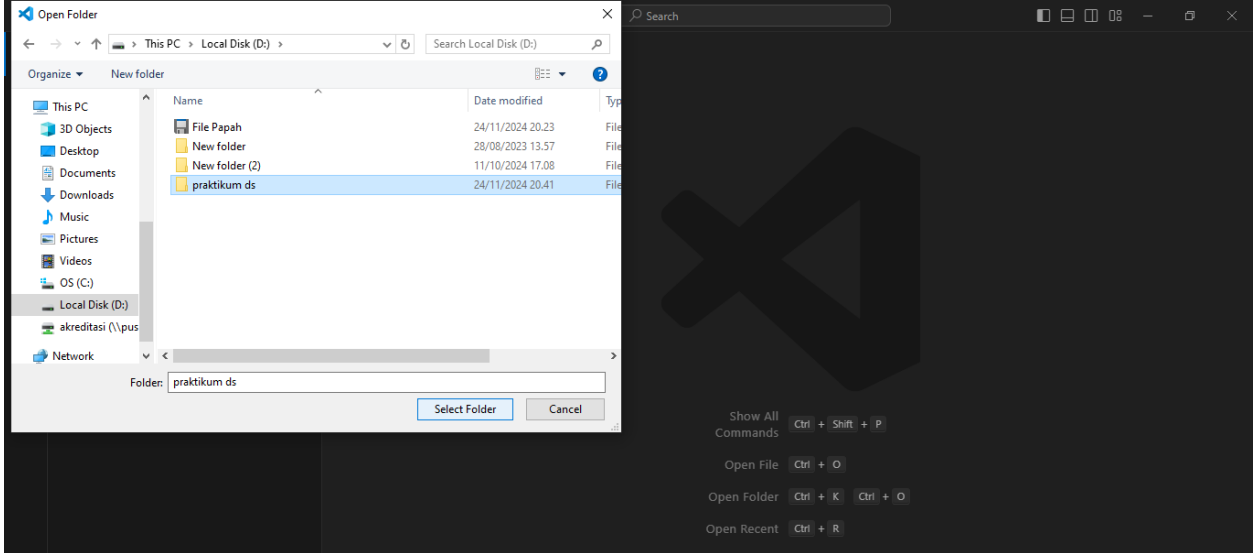 Open Folder
Search
This PC > Local Disk (D:) >
Search Local Disk (D:)
Organize
New folder
?
Name
Date modified
Typ
This PC
3D Objects
Desktop
Documents
Downloads
Music
Pictures
Videos
OS (C:)
Local Disk (D:)
akreditasi (\\pus
Network
File Papah
24/11/2024 20.23
File
New folder
28/08/2023 13.57
File
New folder (2)
11/10/2024 17.08
File
praktikum ds
24/11/2024 20.41
File
Folder:
praktikum ds
Select Folder
Cancel
Show All
Commands
Ctrl + Shift + P
Open File
Ctrl + O
Open Folder
Ctrl + K Ctrl + O
Open Recent
Ctrl + R